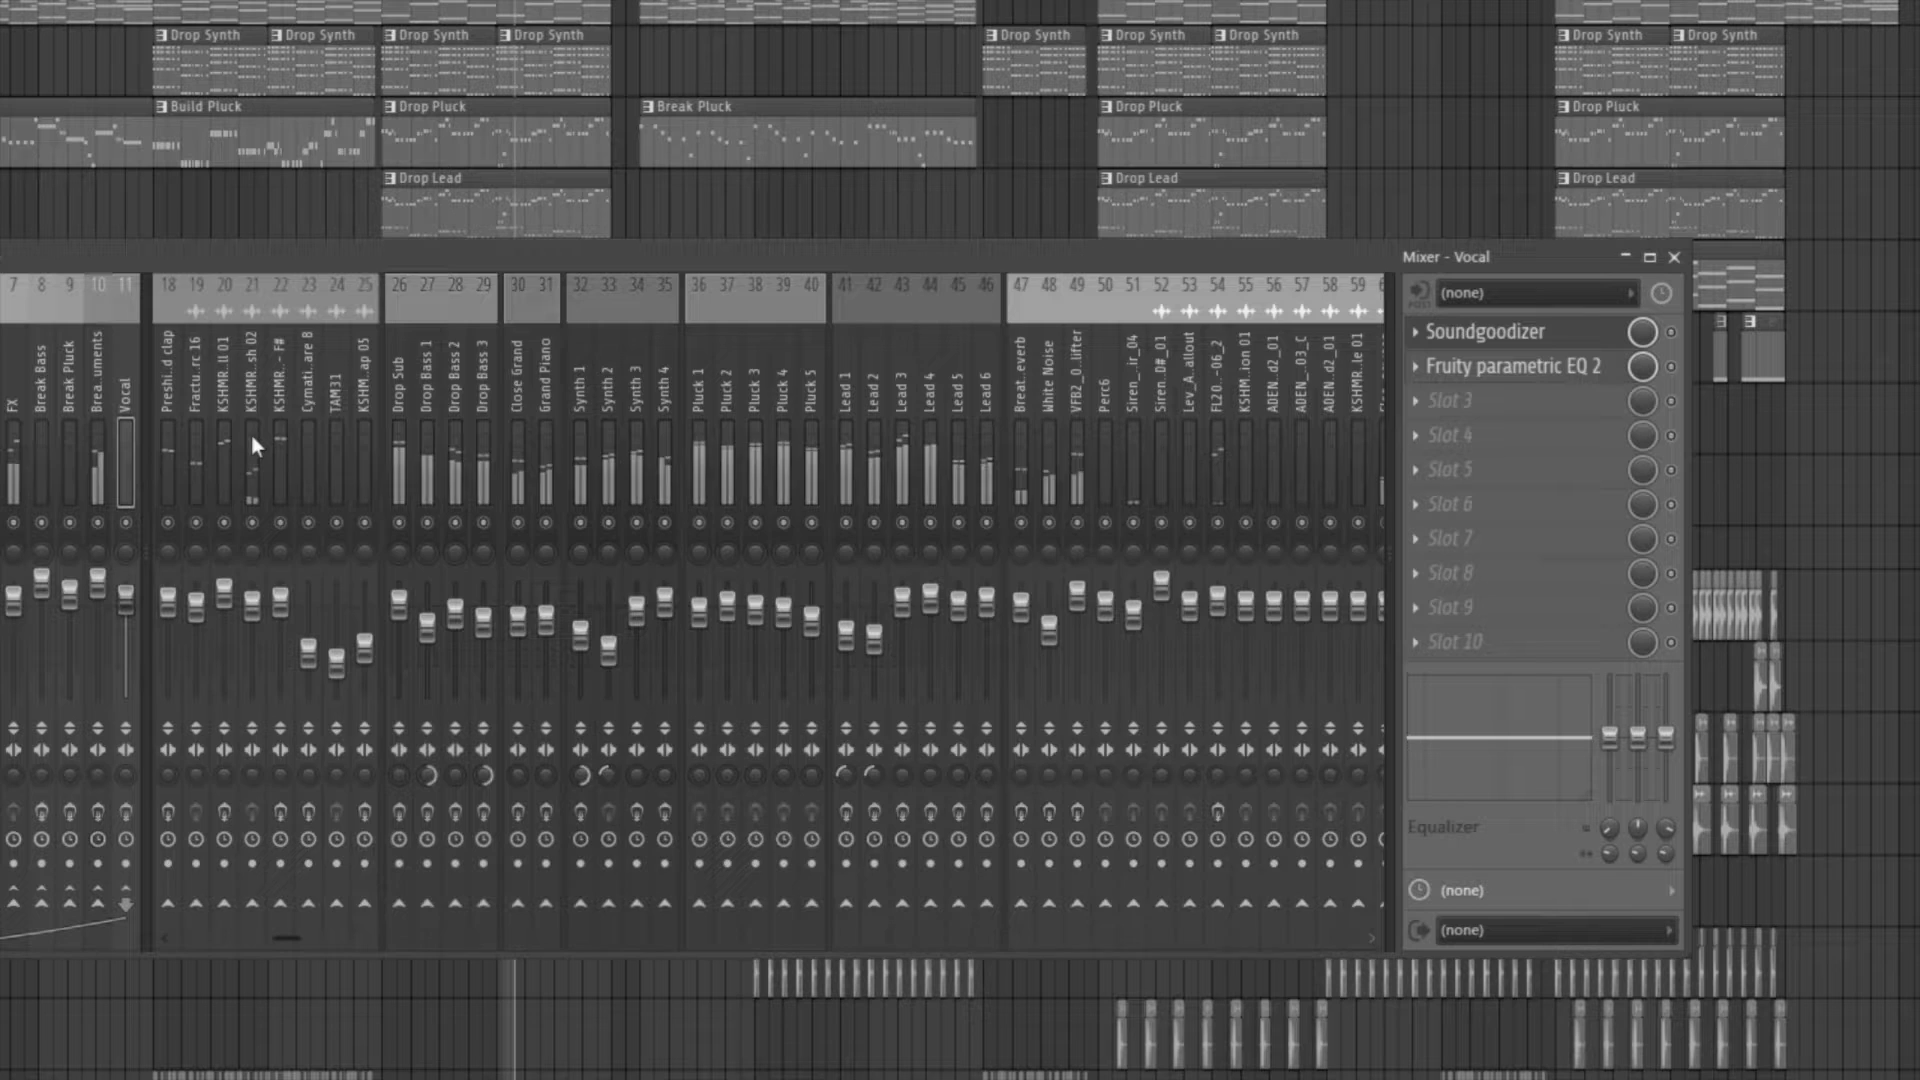 Drop Synth Drop Synth Drop Synth Drop Synth Drop Synth Drop Synth Drop Synth Drop Synth Drop Synth
Build Pluck Drop Pluck Break Pluck Drop Pluck Drop Pluck
Drop Lead Drop Lead Drop Lead
Mixer - Vocal
7 8 9 10 11 18 19 20 21 22 23 24 25 26 27 28 29 30 31 32 33 34 35 36 37 38 39 40 41 42 43 44 45 46 47 48 49 50 51 52 53 54 55 56 57 58 59
(none)
FX
Break Bass
Break Pluck
Brea..uments
Vocal
Preshi..d clap
Fractu..rc 16
KSHMR..ll 01
KSHMR..sh 02
KSHMR.. - F#
Cymati..are B
TAM31
KSHM..ap 05
Drop Sub
Drop Bass 1
Drop Bass 2
Drop Bass 3
Close Grand
Grand Piano
Synth 1
Synth 2
Synth 3
Synth 4
Pluck 1
Pluck 2
Pluck 3
Pluck 4
Pluck 5
Lead 1
Lead 2
Lead 3
Lead 4
Lead 5
Lead 6
Breat..everb
White Noise
VFB2_0..lifter
Perc6
Siren_..ir_04
Siren..D#_01
Lev_A..allout
FL20..-06_2
KSHM..ion 01
ADEN..d2_01
ADEN_..03_C
ADEN..d2_01
KSHMR..le 01
Soundgoodizer
Fruity parametric EQ 2
Slot 3
Slot 4
Slot 5
Slot 6
Slot 7
Slot 8
Slot 9
Slot 10
Equalizer
(none)
(none)